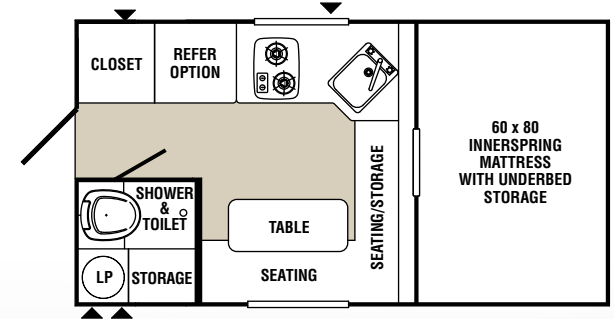 CLOSET
REFER
OPTION
60 x 80
INNERSPRING
MATTRESS
WITH UNDERBED
STORAGE
SEATING/STORAGE
SHOWER
&
TOILET
TABLE
LP
STORAGE
SEATING